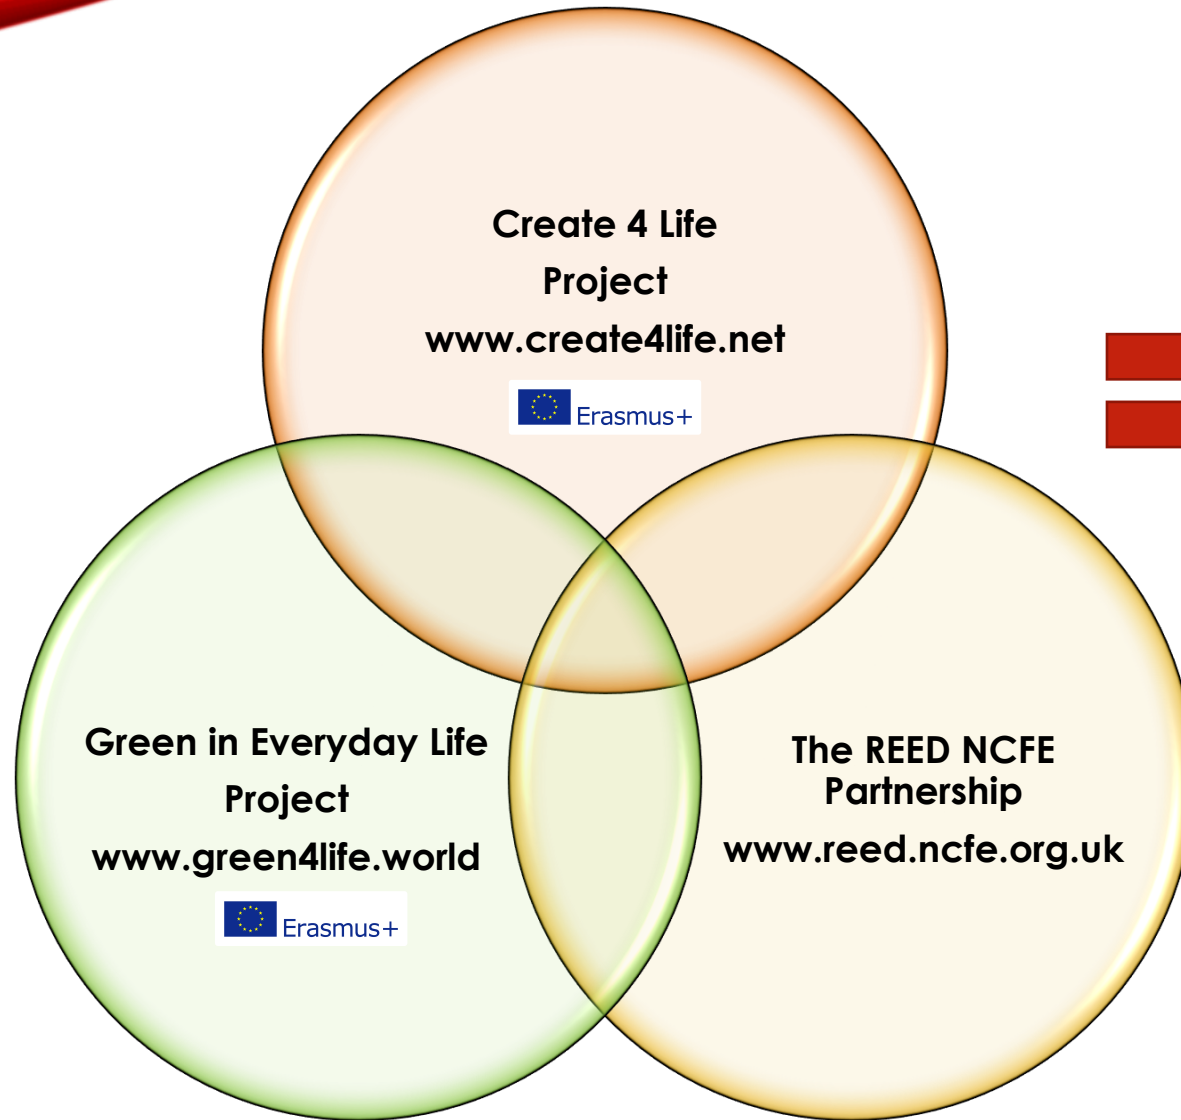 Create 4 Life
Project
www.create4life.net
Erasmus+
Green in Everyday Life
Project
www.green4life.world
Erasmus+
The REED NCFE
Partnership
www.reed.ncfe.org.uk